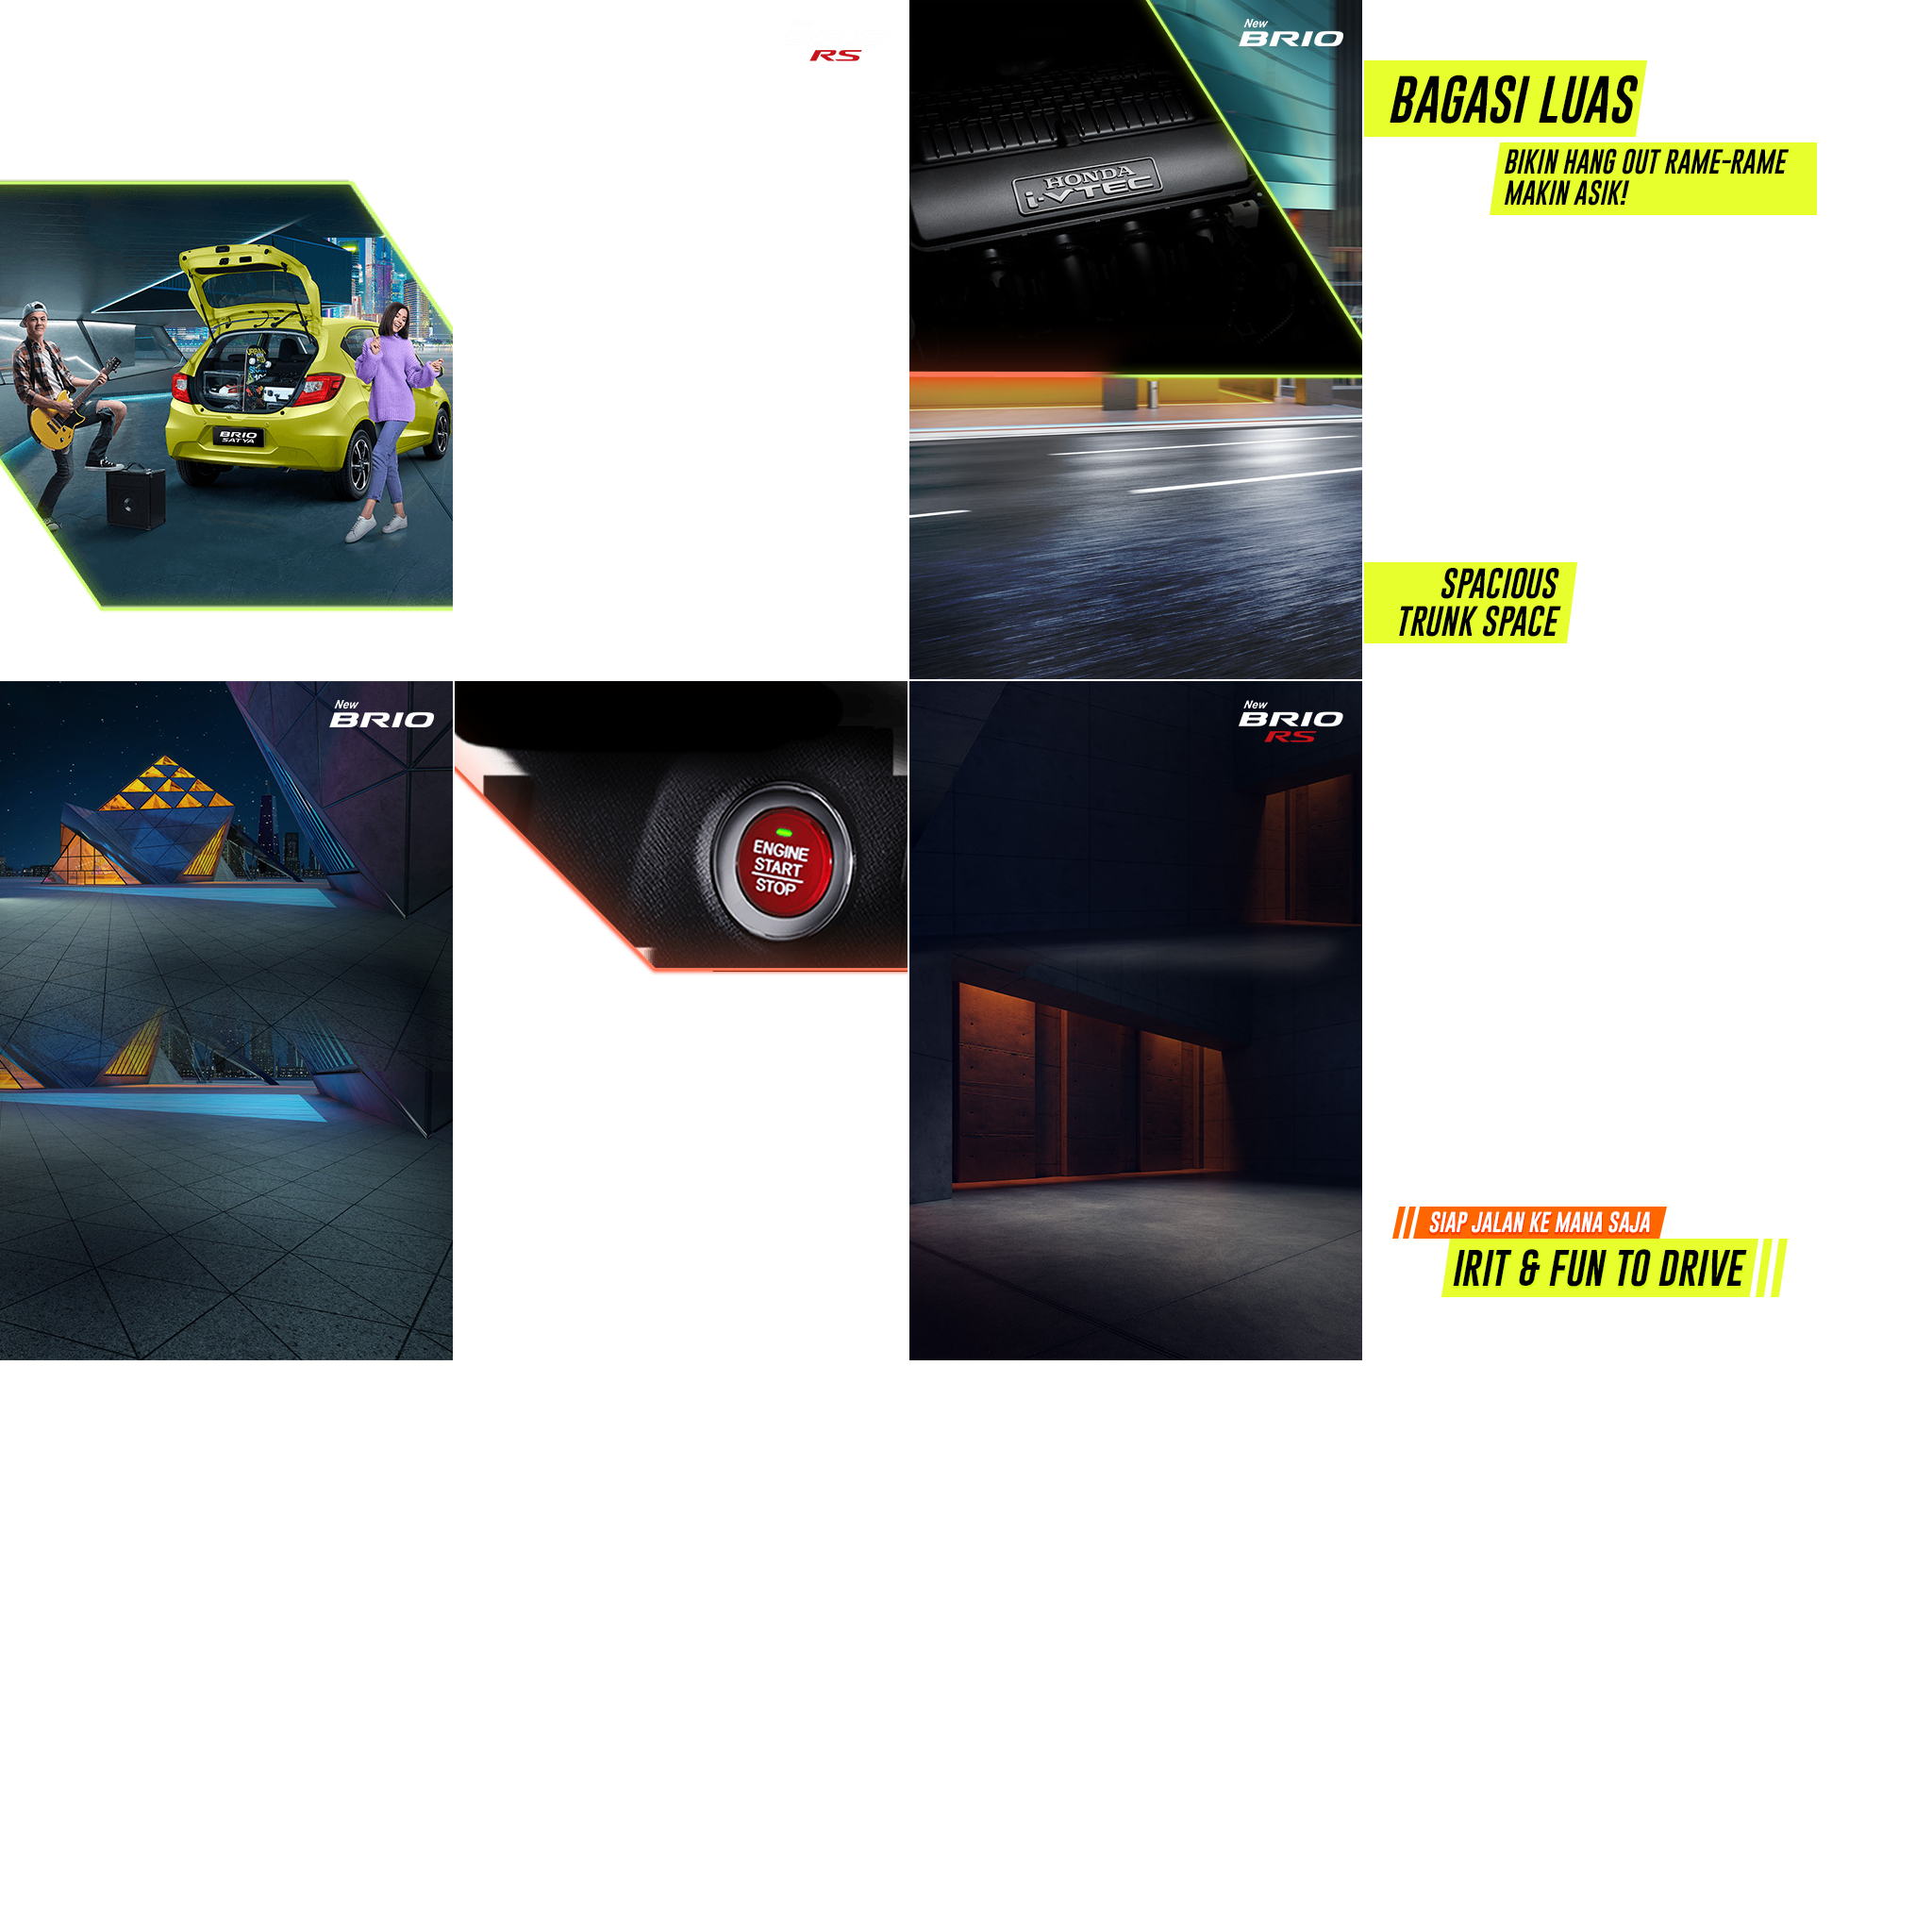 RS
New
BRIO
HONDA
i-VTEC
BAGASI LUAS
BIKIN HANG OUT RAME-RAME
MAKIN ASIK!
BRIO
SATYA
SPACIOUS
TRUNK SPACE
New
BRIO
ENGINE
START
STOP
New
BRIO
RS
SIAP JALAN KE MANA SAJA
IRIT & FUN TO DRIVE